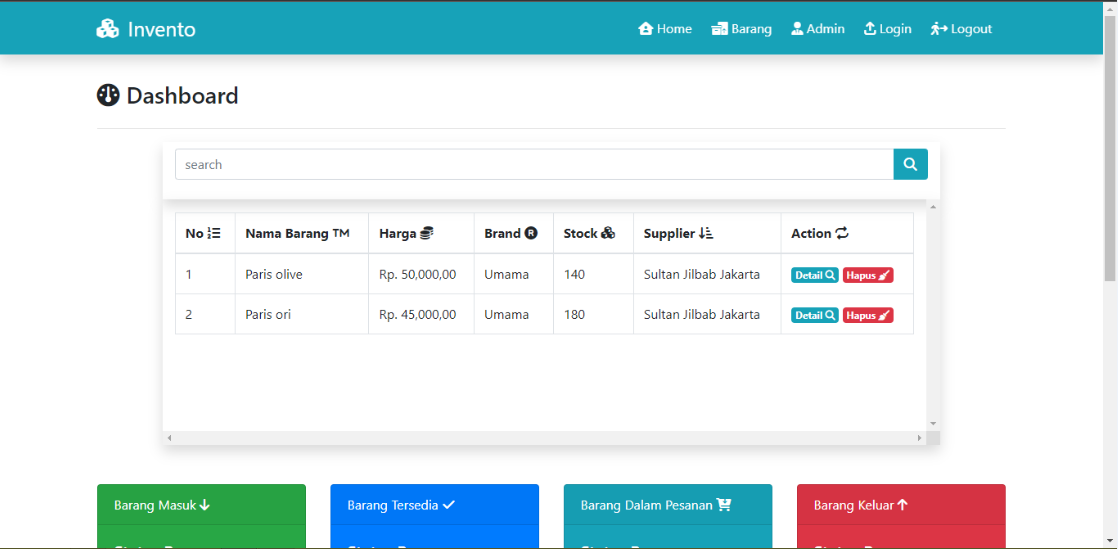 Invento Home Barang Admin Login Logout
Dashboard
search
No Nama Barang TM Harga Brand R Stock Supplier Action
1 Paris olive Rp. 50,000,00 Umama 140 Sultan Jilbab Jakarta Detail Hapus
2 Paris ori Rp. 45,000,00 Umama 180 Sultan Jilbab Jakarta Detail Hapus
Barang Masuk Barang Tersedia Barang Dalam Pesanan Barang Keluar